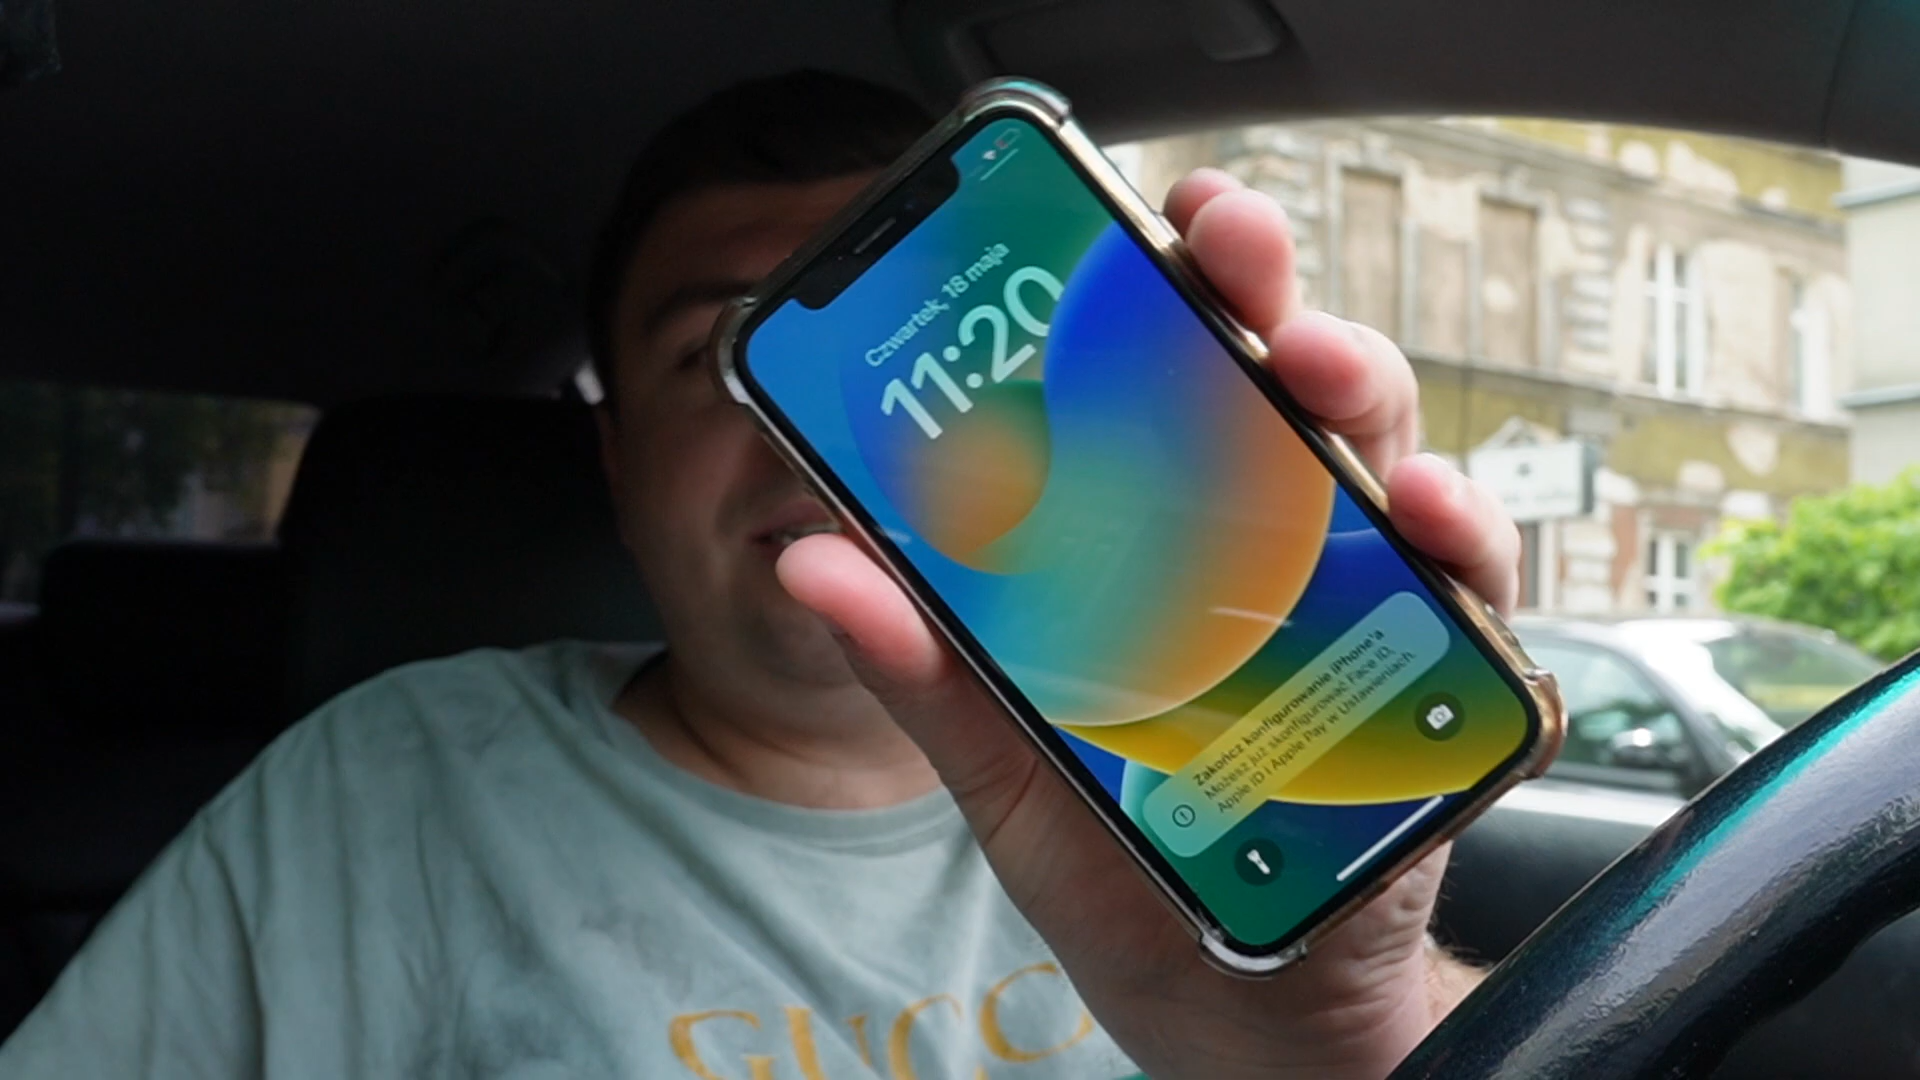 Czwartek, 18 maja
11:20
Zakończ konfigurowanie iPhone'a
Możesz już skonfigurować Face ID,
Apple ID i Apple Pay w Ustawieniach.
GUCC